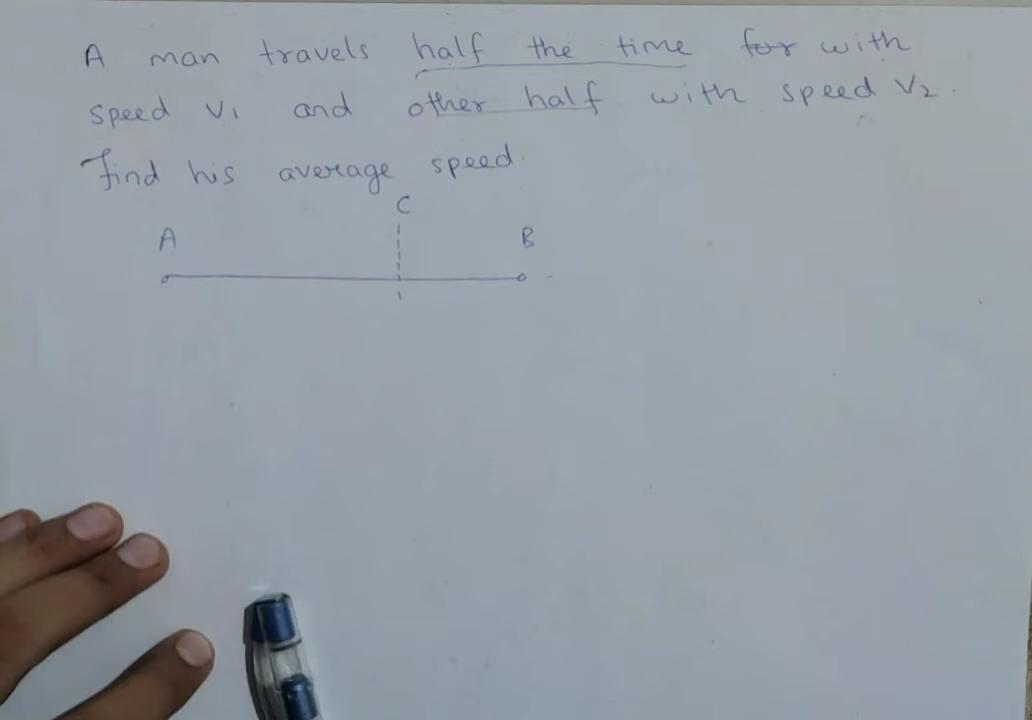 A man travels half the time for with
speed V1 and other half with speed V2.
Find his average speed.
C
A B